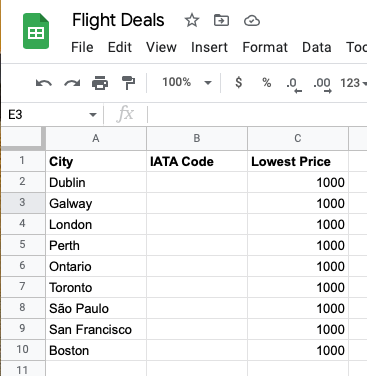 Flight Deals
File Edit View Insert Format Data Too
100% $ % .0 .00 123
E3 fx
A B C
1 City IATA Code Lowest Price
2 Dublin 1000
3 Galway 1000
4 London 1000
5 Perth 1000
6 Ontario 1000
7 Toronto 1000
8 São Paulo 1000
9 San Francisco 1000
10 Boston 1000
11